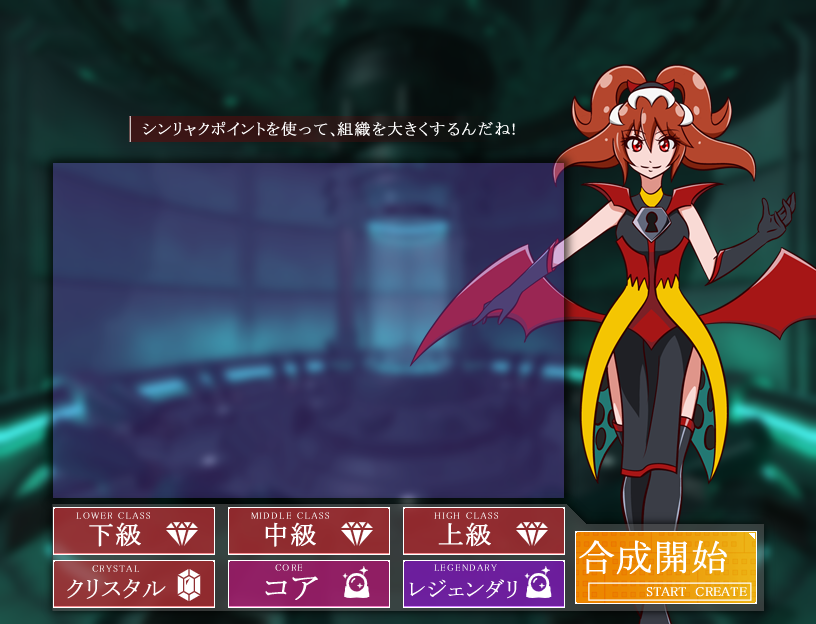 シンリャクポイントを使って、組織を大きくするんだね!
LOWER CLASS
下級
MIDDLE CLASS
中級
HIGH CLASS
上級
CRYSTAL
クリスタル
CORE
コア
LEGENDARY
レジェンダリ
合成開始
START CREATE